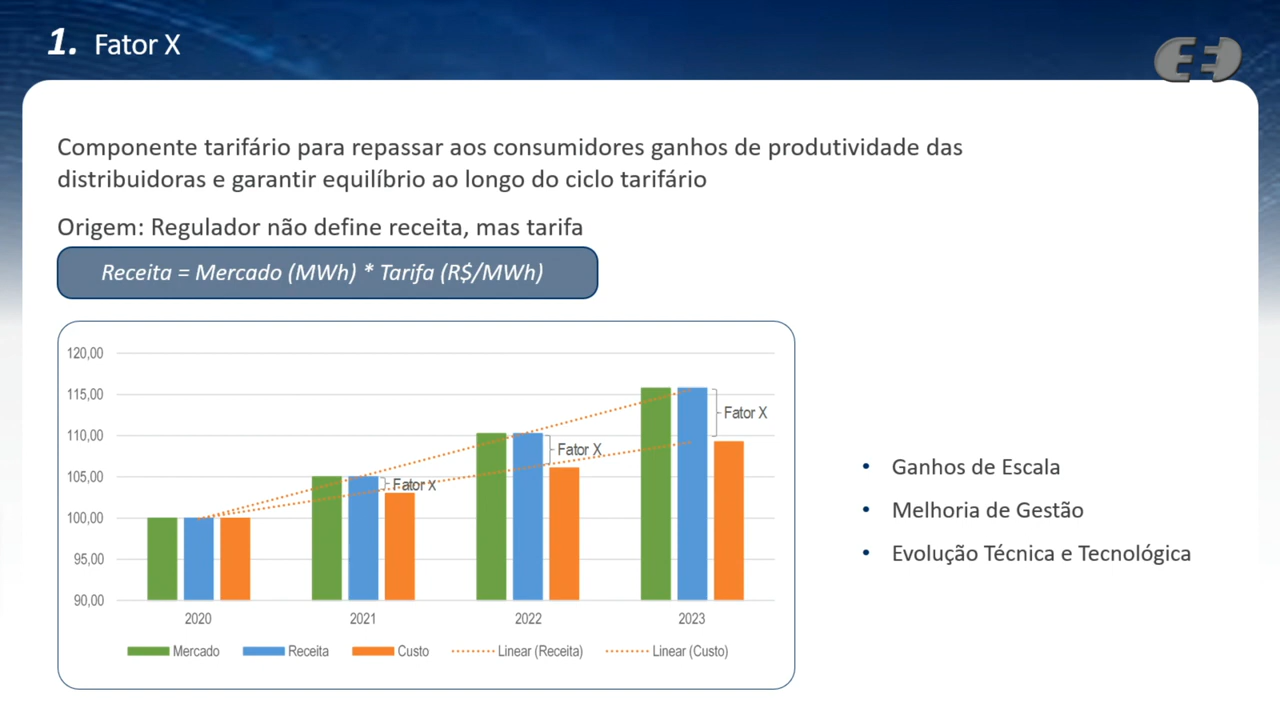 1. Fator X
Componente tarifário para repassar aos consumidores ganhos de produtividade das
distribuidoras e garantir equilíbrio ao longo do ciclo tarifário
Origem: Regulador não define receita, mas tarifa
Receita = Mercado (MWh) * Tarifa (R$/MWh)
120,00
115,00
110,00
105,00
100,00
95,00
90,00
Fator X
Fator X
Fator X
2020 2021 2022 2023
Mercado Receita Custo Linear (Receita) Linear (Custo)
• Ganhos de Escala
• Melhoria de Gestão
• Evolução Técnica e Tecnológica